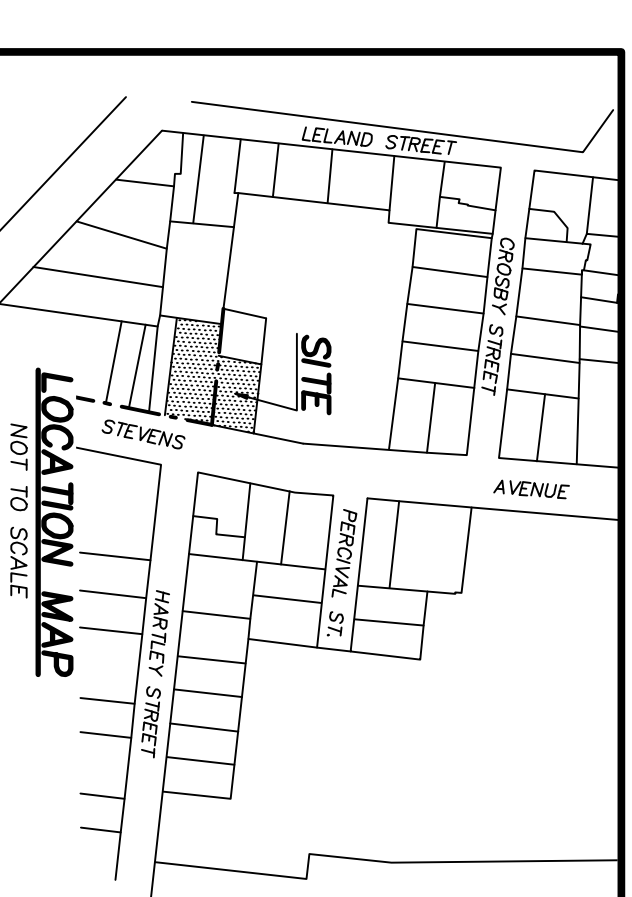 LELAND STREET
CROSBY STREET
SITE
STEVENS
AVENUE
PERCIVAL ST.
HARTLEY STREET
LOCATION MAP
NOT TO SCALE